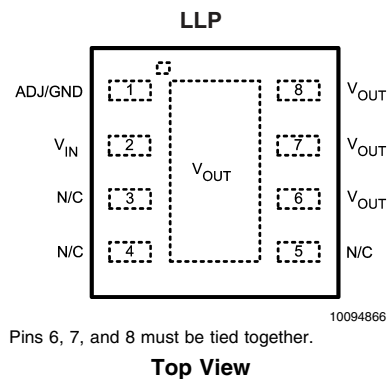 LLP
ADJ/GND 1 8 VOUT
VIN 2 7 VOUT
VOUT
N/C 3 6 VOUT
N/C 4 5 N/C
10094866
Pins 6, 7, and 8 must be tied together.
Top View